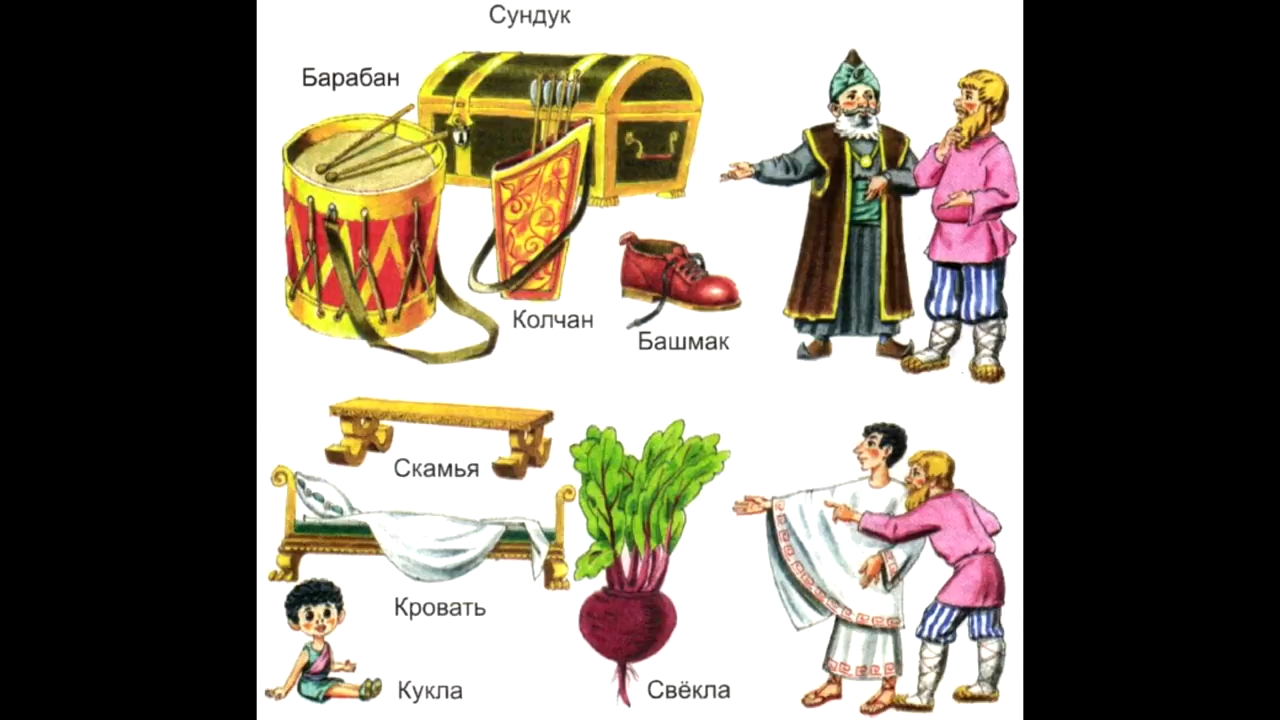 Сундук
Барабан
Колчан
Башмак
Скамья
Кровать
Кукла
Свёкла